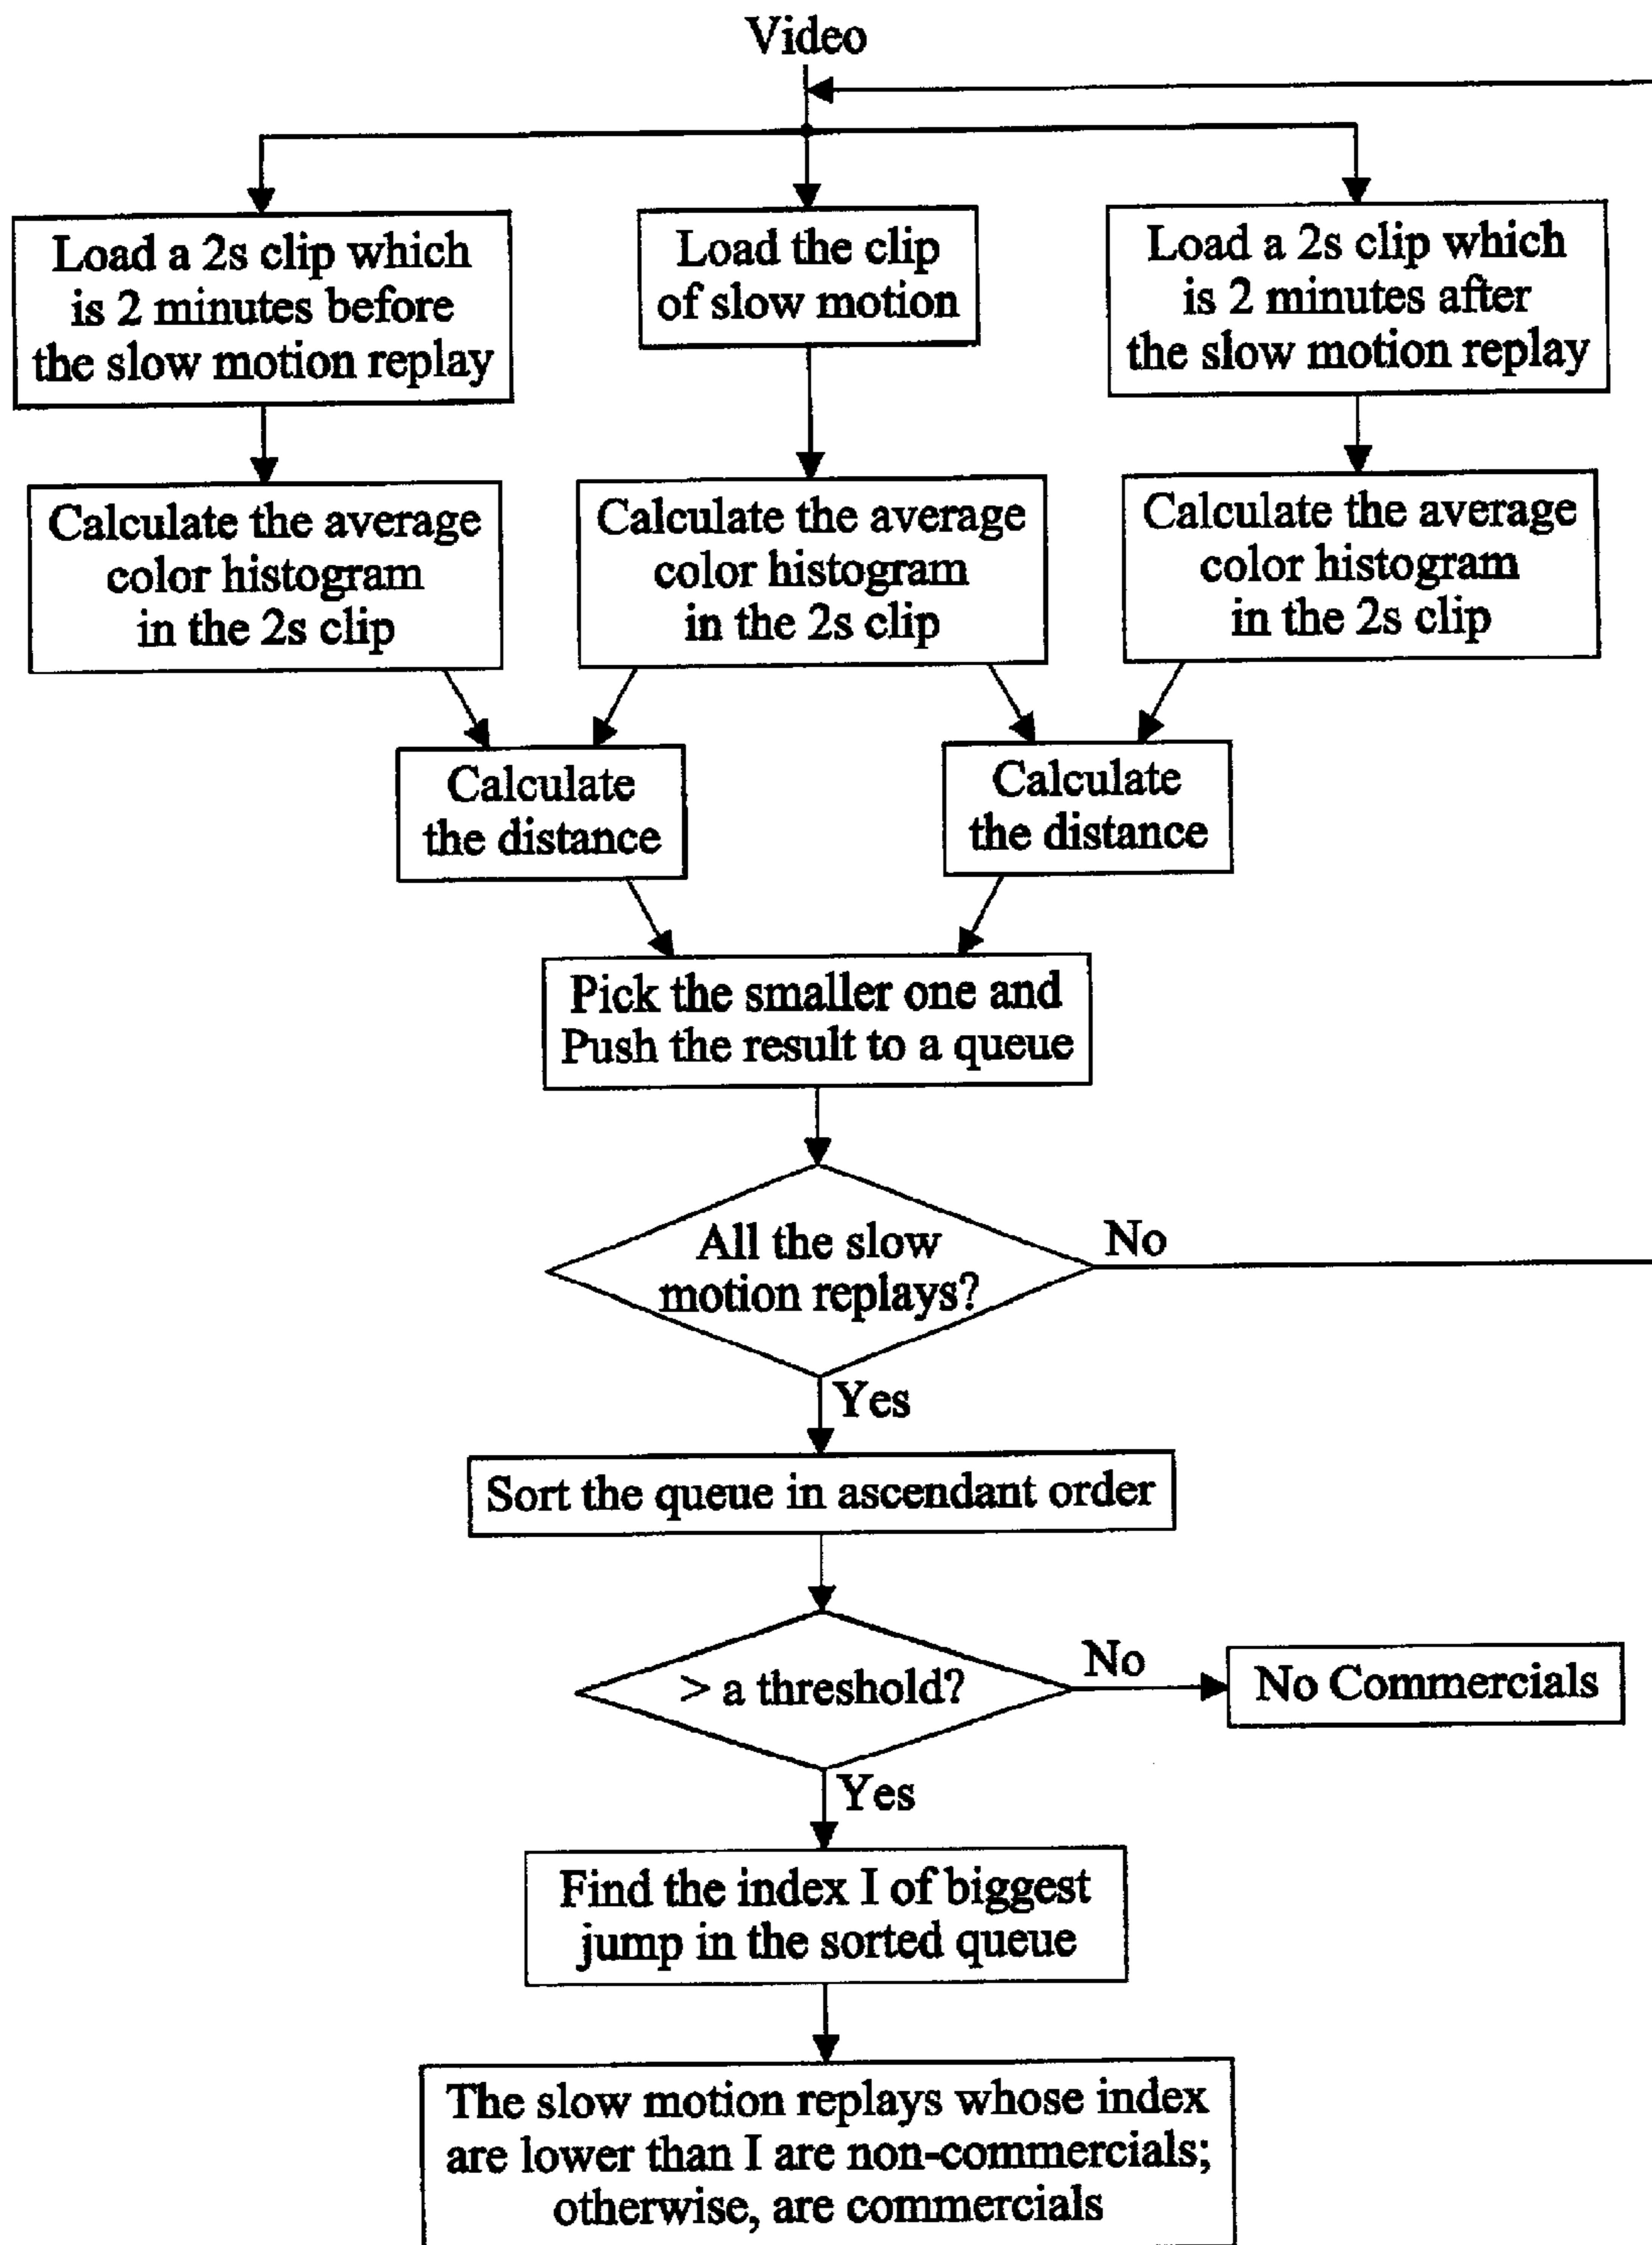 Video
Load a 2s clip which
is 2 minutes before
the slow motion replay
Load the clip
of slow motion
Load a 2s clip which
is 2 minutes after
the slow motion replay
Calculate the average
color histogram
in the 2s clip
Calculate the average
color histogram
in the 2s clip
Calculate the average
color histogram
in the 2s clip
Calculate
the distance
Calculate
the distance
Pick the smaller one and
Push the result to a queue
All the slow
motion replays?
No
Yes
Sort the queue in ascendant order
> a threshold?
No
No Commercials
Yes
Find the index I of biggest
jump in the sorted queue
The slow motion replays whose index
are lower than I are non-commercials;
otherwise, are commercials